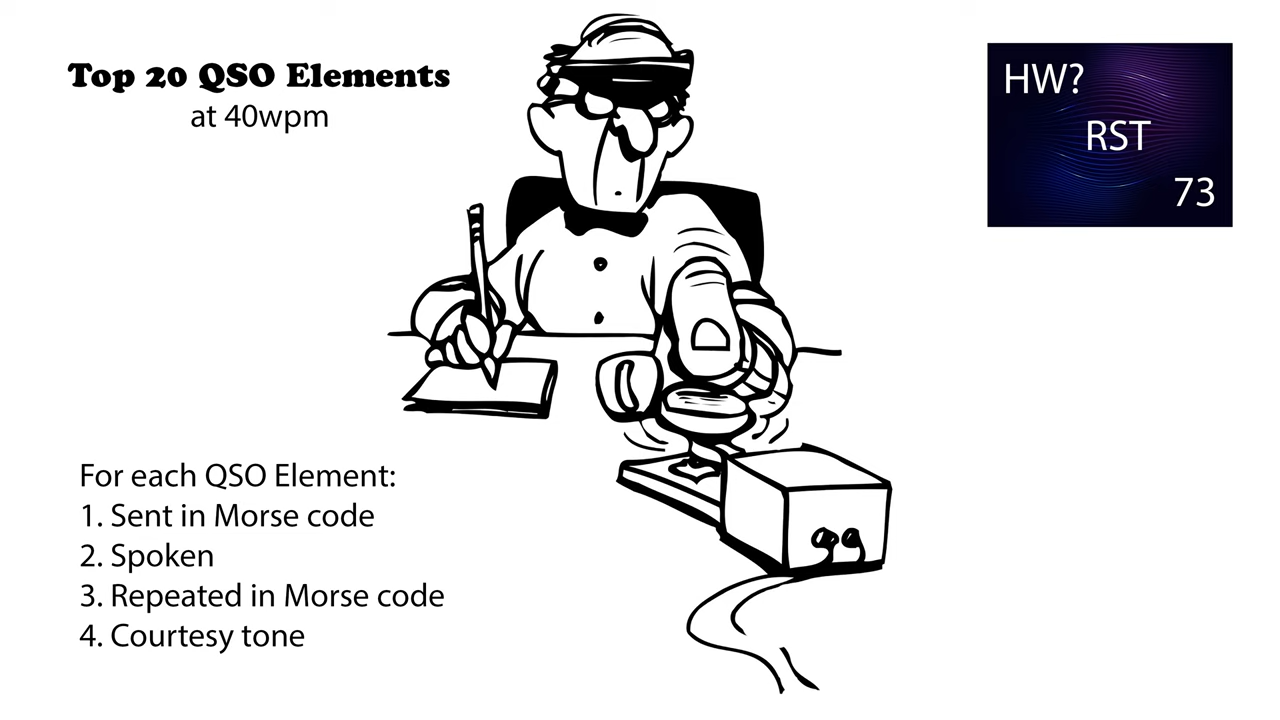 Top 20 QSO Elements
at 40wpm
HW?
RST
73
For each QSO Element:
1. Sent in Morse code
2. Spoken
3. Repeated in Morse code
4. Courtesy tone